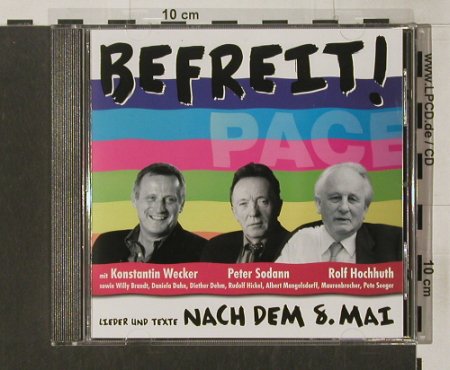 10 cm
BEFREIT!
PACE
mit Konstantin Wecker Peter Sodann Rolf Hochhuth
sowie Willy Brandt, Daniela Dahn, Diether Dehm, Rudolf Hickel, Albert Mangelsdorff, Maurenbrecher, Pete Seeger
LIEDER UND TEXTE NACH DEM 8. MAI
www.LPCD.de / CD
10 cm